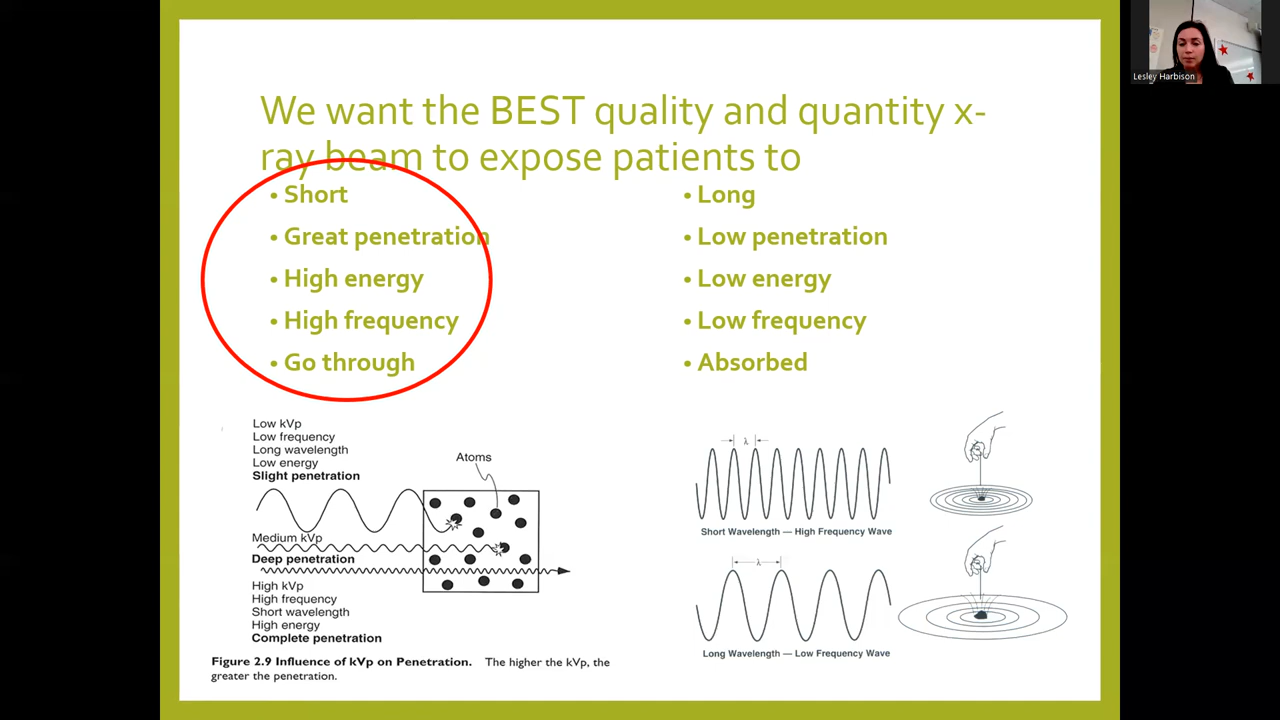 We want the BEST quality and quantity x-
ray beam to expose patients to
• Short
• Great penetration
• High energy
• High frequency
• Go through
• Long
• Low penetration
• Low energy
• Low frequency
• Absorbed
Low kVp
Low frequency
Long wavelength
Low energy
Slight penetration
Atoms
Medium kVp
Deep penetration
High kVp
High frequency
Short wavelength
High energy
Complete penetration
Figure 2.9 Influence of kVp on Penetration. The higher the kVp, the
greater the penetration.
λ
Short Wavelength — High Frequency Wave
λ
Long Wavelength — Low Frequency Wave
Lesley Harbison